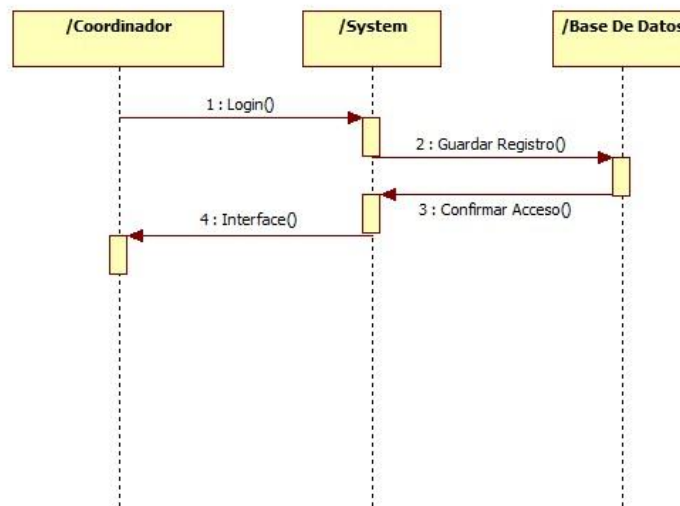 /Coordinador
/System
/Base De Datos
1 : Login()
2 : Guardar Registro()
3 : Confirmar Acceso()
4 : Interface()